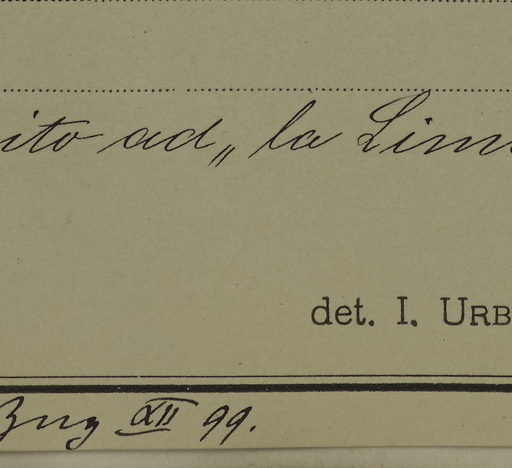 ito ad „la Lim
det. I. URB
XII 99.